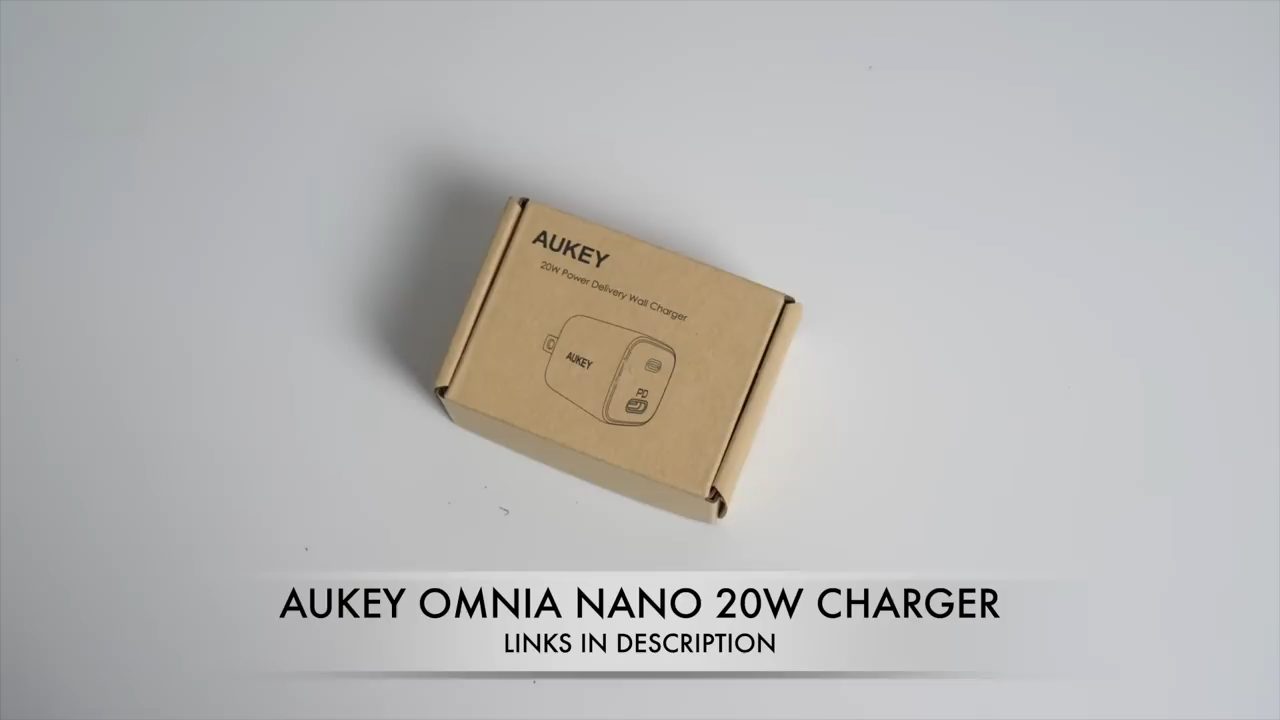 AUKEY
20W Power Delivery Wall Charger
AUKEY
PD
AUKEY OMNIA NANO 20W CHARGER
LINKS IN DESCRIPTION